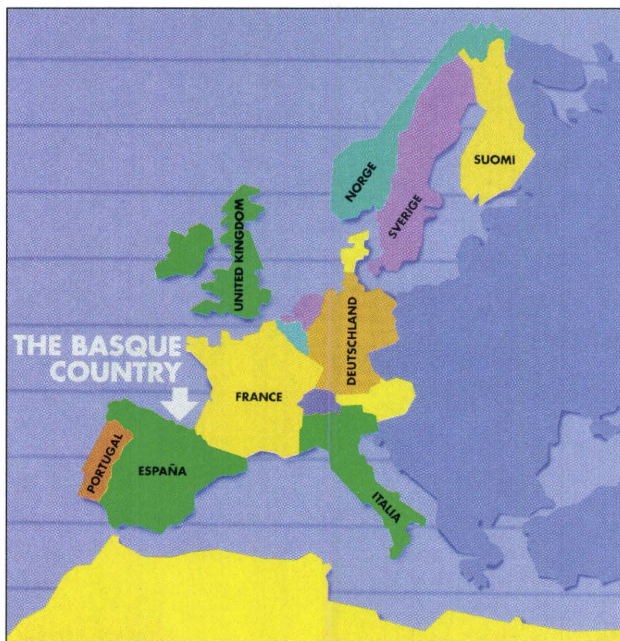 NORGE
SVERIGE
SUOMI
UNITED KINGDOM
DEUTSCHLAND
THE BASQUE
COUNTRY
FRANCE
PORTUGAL
ESPAÑA
ITALIA